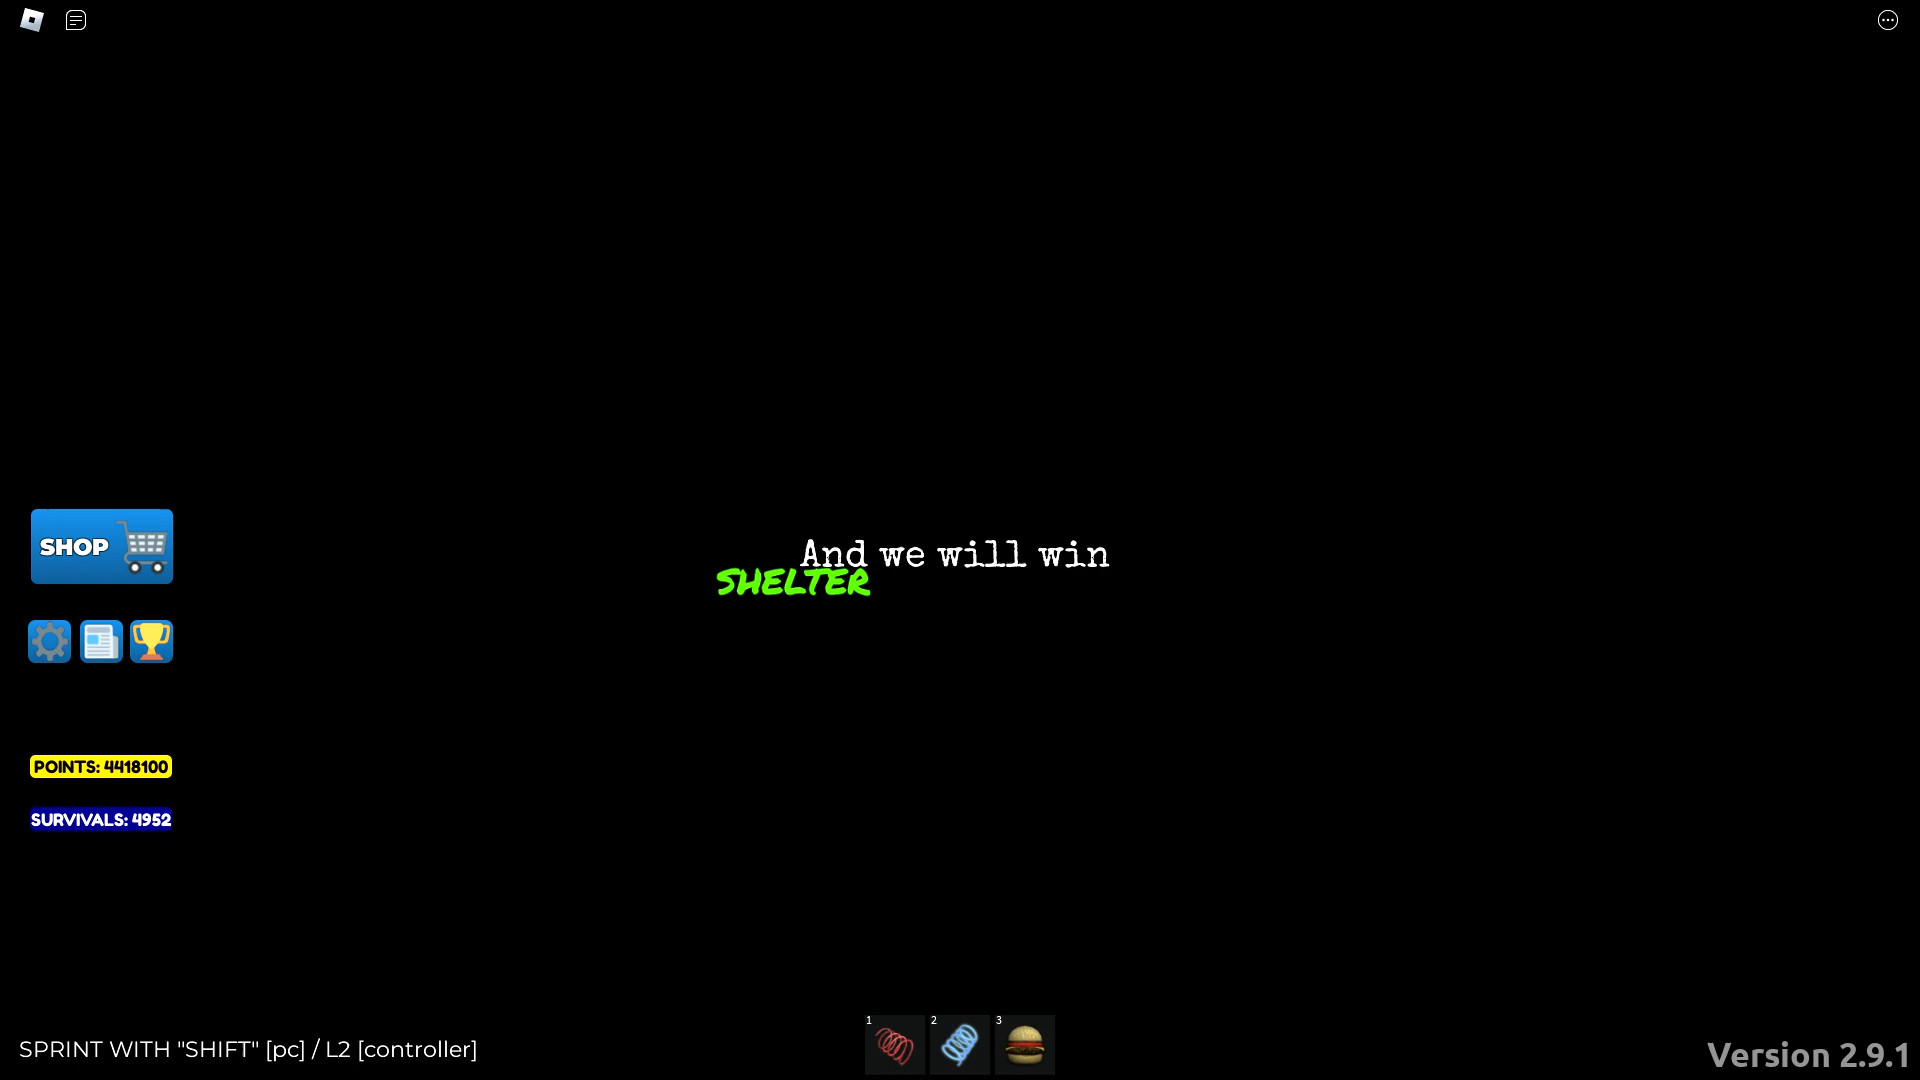 SHOP
And we will win
SHELTER
POINTS: 4418100
SURVIVALS: 4952
1
2
3
SPRINT WITH "SHIFT" [pc] / L2 [controller]
Version 2.9.1